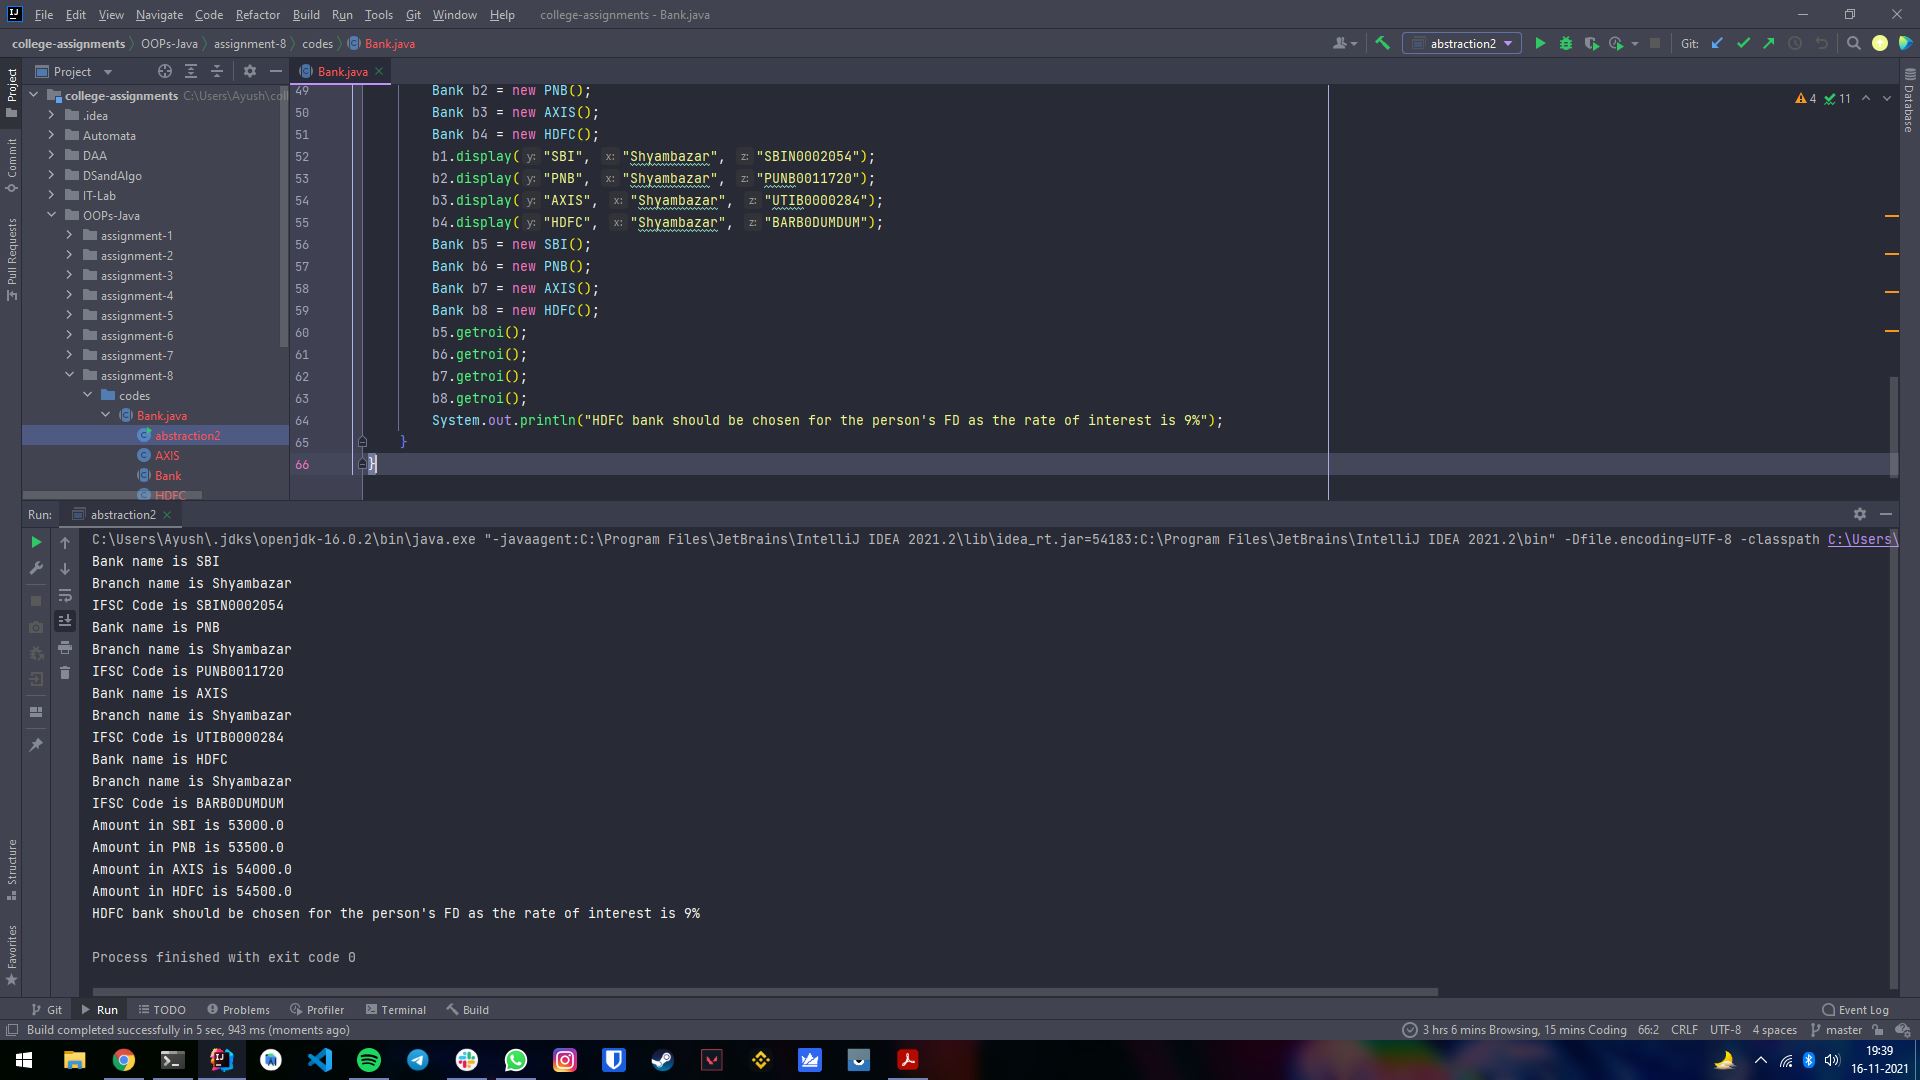 File Edit View Navigate Code Refactor Build Run Tools Git Window Help college-assignments - Bank.java
college-assignments OOPs-Java assignment-8 codes Bank.java
abstraction2
Git:
Project
Bank.java
Project
college-assignments C:\Users\Ayush\coll
.idea
Automata
DAA
DSandAlgo
IT-Lab
OOPs-Java
assignment-1
assignment-2
assignment-3
assignment-4
assignment-5
assignment-6
assignment-7
assignment-8
codes
Bank.java
abstraction2
AXIS
Bank
HDFC
Commit
Pull Requests
Structure
Favorites
Database
4 11
49 Bank b2 = new PNB();
50 Bank b3 = new AXIS();
51 Bank b4 = new HDFC();
52 b1.display( y: "SBI", x: "Shyambazar", z: "SBIN0002054");
53 b2.display( y: "PNB", x: "Shyambazar", z: "PUNB0011720");
54 b3.display( y: "AXIS", x: "Shyambazar", z: "UTIB0000284");
55 b4.display( y: "HDFC", x: "Shyambazar", z: "BARB0DUMDUM");
56 Bank b5 = new SBI();
57 Bank b6 = new PNB();
58 Bank b7 = new AXIS();
59 Bank b8 = new HDFC();
60 b5.getroi();
61 b6.getroi();
62 b7.getroi();
63 b8.getroi();
64 System.out.println("HDFC bank should be chosen for the person's FD as the rate of interest is 9%");
65 }
66 }
Run: abstraction2
C:\Users\Ayush\.jdks\openjdk-16.0.2\bin\java.exe "-javaagent:C:\Program Files\JetBrains\IntelliJ IDEA 2021.2\lib\idea_rt.jar=54183:C:\Program Files\JetBrains\IntelliJ IDEA 2021.2\bin" -Dfile.encoding=UTF-8 -classpath C:\Users\
Bank name is SBI
Branch name is Shyambazar
IFSC Code is SBIN0002054
Bank name is PNB
Branch name is Shyambazar
IFSC Code is PUNB0011720
Bank name is AXIS
Branch name is Shyambazar
IFSC Code is UTIB0000284
Bank name is HDFC
Branch name is Shyambazar
IFSC Code is BARB0DUMDUM
Amount in SBI is 53000.0
Amount in PNB is 53500.0
Amount in AXIS is 54000.0
Amount in HDFC is 54500.0
HDFC bank should be chosen for the person's FD as the rate of interest is 9%
Process finished with exit code 0
Git Run TODO Problems Profiler Terminal Build Event Log
Build completed successfully in 5 sec, 943 ms (moments ago) 3 hrs 6 mins Browsing, 15 mins Coding 66:2 CRLF UTF-8 4 spaces master
19:39
16-11-2021